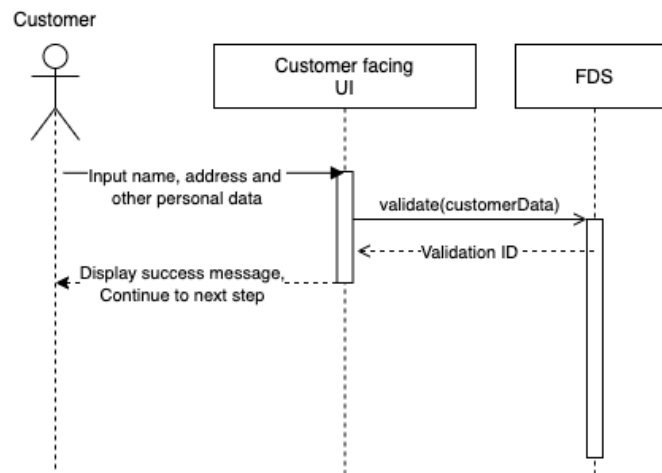 Customer
Customer facing
UI
FDS
Input name, address and
other personal data
validate(customerData)
Validation ID
Display success message,
Continue to next step